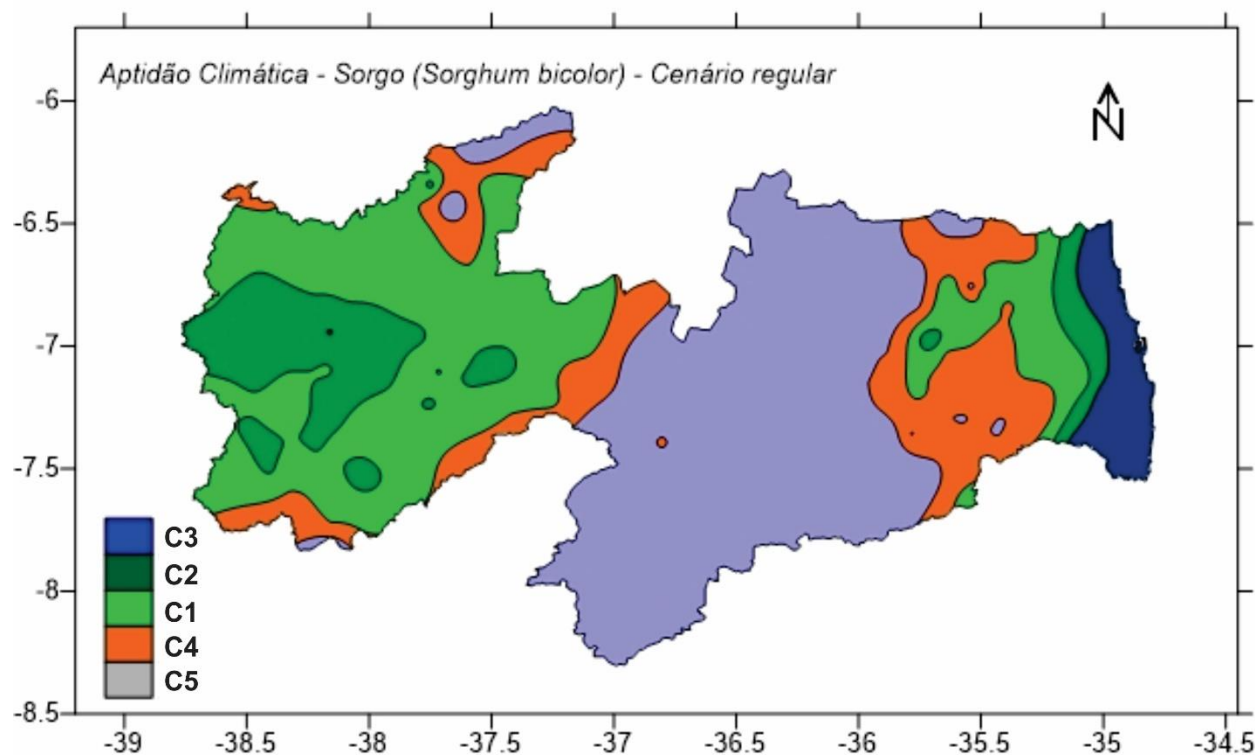 Aptidão Climática - Sorgo (Sorghum bicolor) - Cenário regular
N
-6
-6.5
-7
-7.5
-8
-8.5
C3
C2
C1
C4
C5
-39 -38.5 -38 -37.5 -37 -36.5 -36 -35.5 -35 -34.5